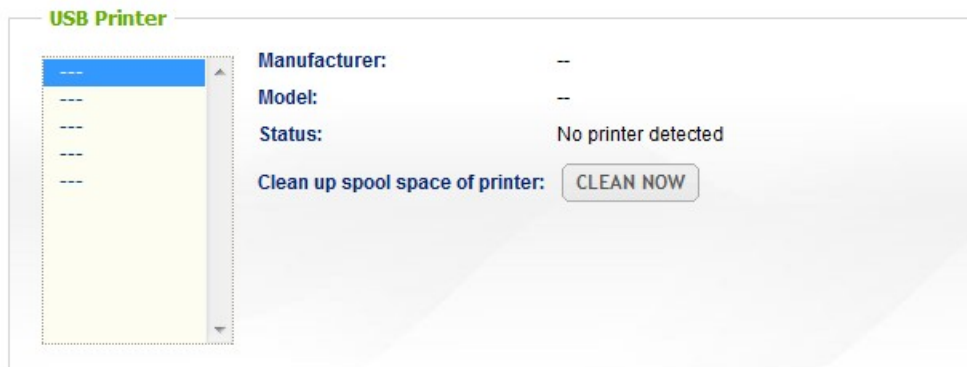 USB Printer
---
---
---
---
---
Manufacturer: --
Model: --
Status: No printer detected
Clean up spool space of printer: CLEAN NOW